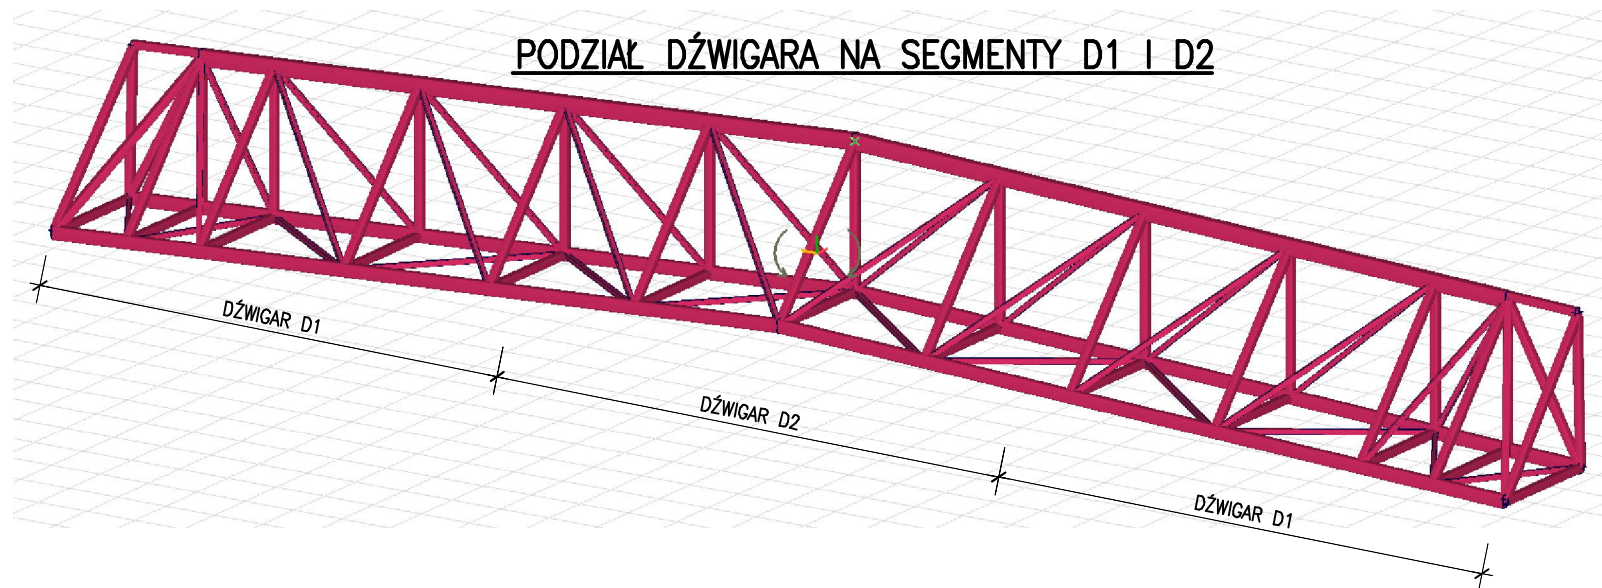 PODZIAŁ DŹWIGARA NA SEGMENTY D1 I D2
DŹWIGAR D1
DŹWIGAR D2
DŹWIGAR D1